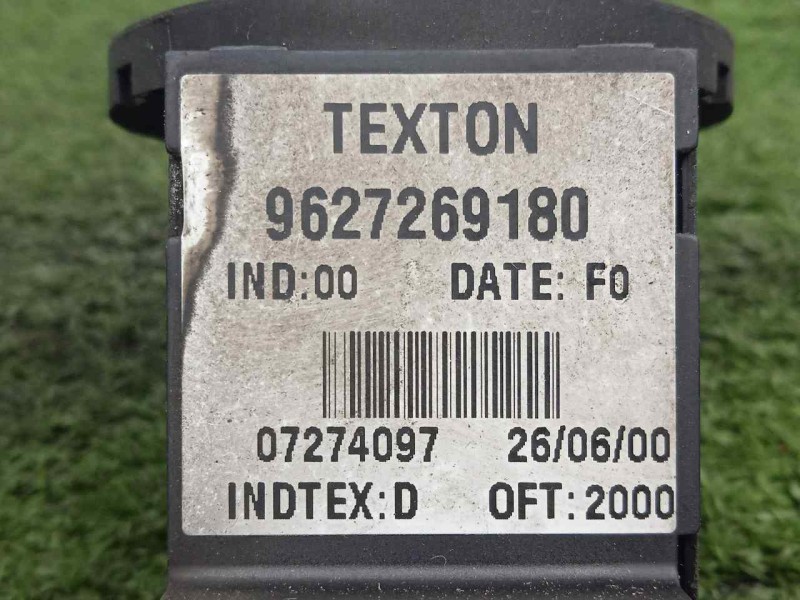 TEXTON
9627269180
IND:00 DATE: F0
07274097 26/06/00
INDTEX:D OFT:2000